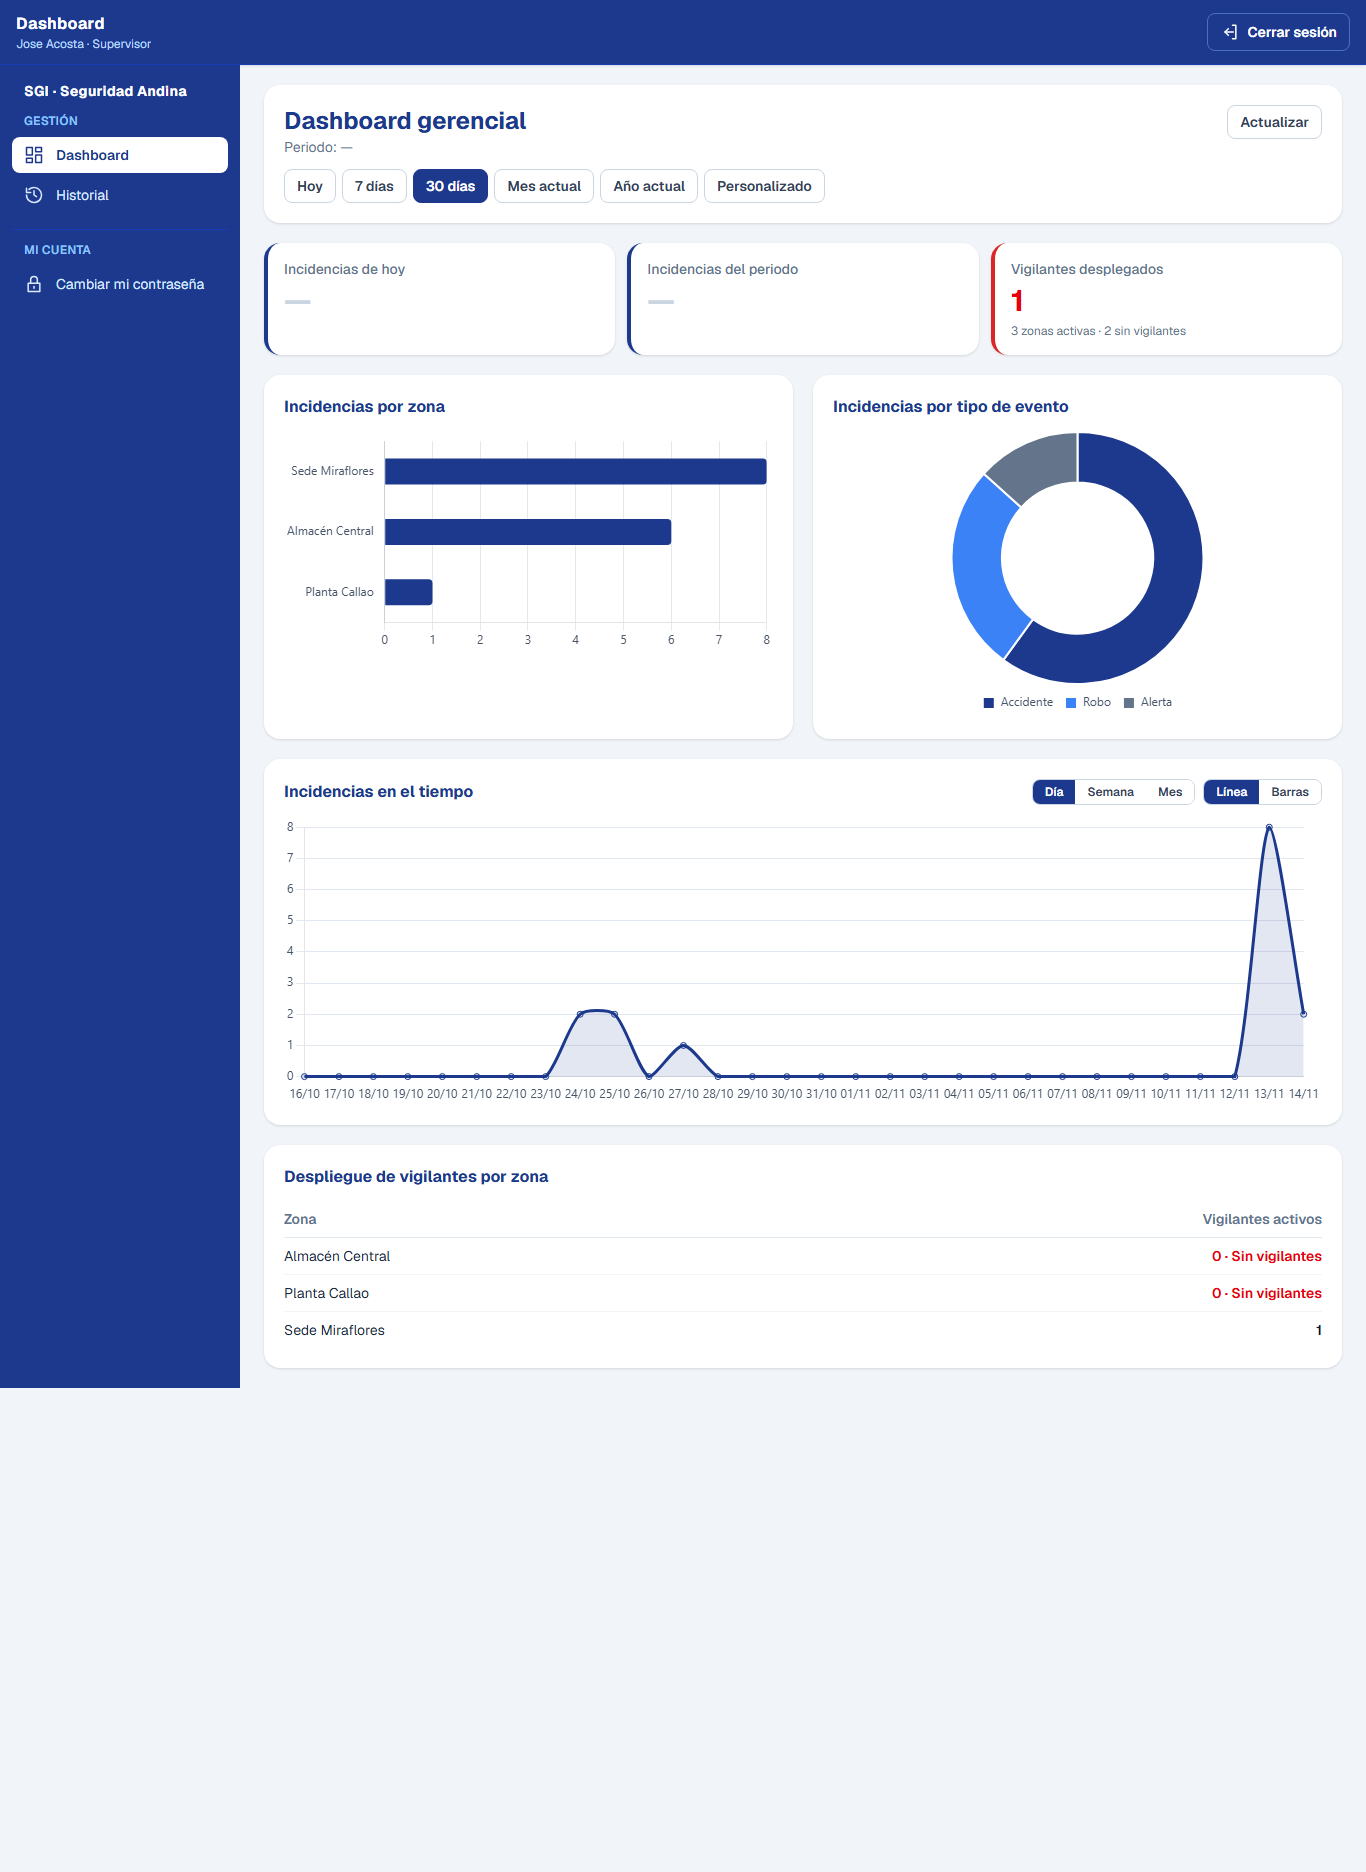 Dashboard
Jose Acosta · Supervisor
Cerrar sesión
SGI · Seguridad Andina
GESTIÓN
Dashboard
Historial
MI CUENTA
Cambiar mi contraseña
Dashboard gerencial
Actualizar
Periodo: —
Hoy 7 días 30 días Mes actual Año actual Personalizado
Incidencias de hoy
—
Incidencias del periodo
—
Vigilantes desplegados
1
3 zonas activas · 2 sin vigilantes
Incidencias por zona
Sede Miraflores
Almacén Central
Planta Callao
0 1 2 3 4 5 6 7 8
Incidencias por tipo de evento
Accidente Robo Alerta
Incidencias en el tiempo
Día Semana Mes Línea Barras
8
7
6
5
4
3
2
1
0
16/10 17/10 18/10 19/10 20/10 21/10 22/10 23/10 24/10 25/10 26/10 27/10 28/10 29/10 30/10 31/10 01/11 02/11 03/11 04/11 05/11 06/11 07/11 08/11 09/11 10/11 11/11 12/11 13/11 14/11
Despliegue de vigilantes por zona
Zona Vigilantes activos
Almacén Central 0 · Sin vigilantes
Planta Callao 0 · Sin vigilantes
Sede Miraflores 1